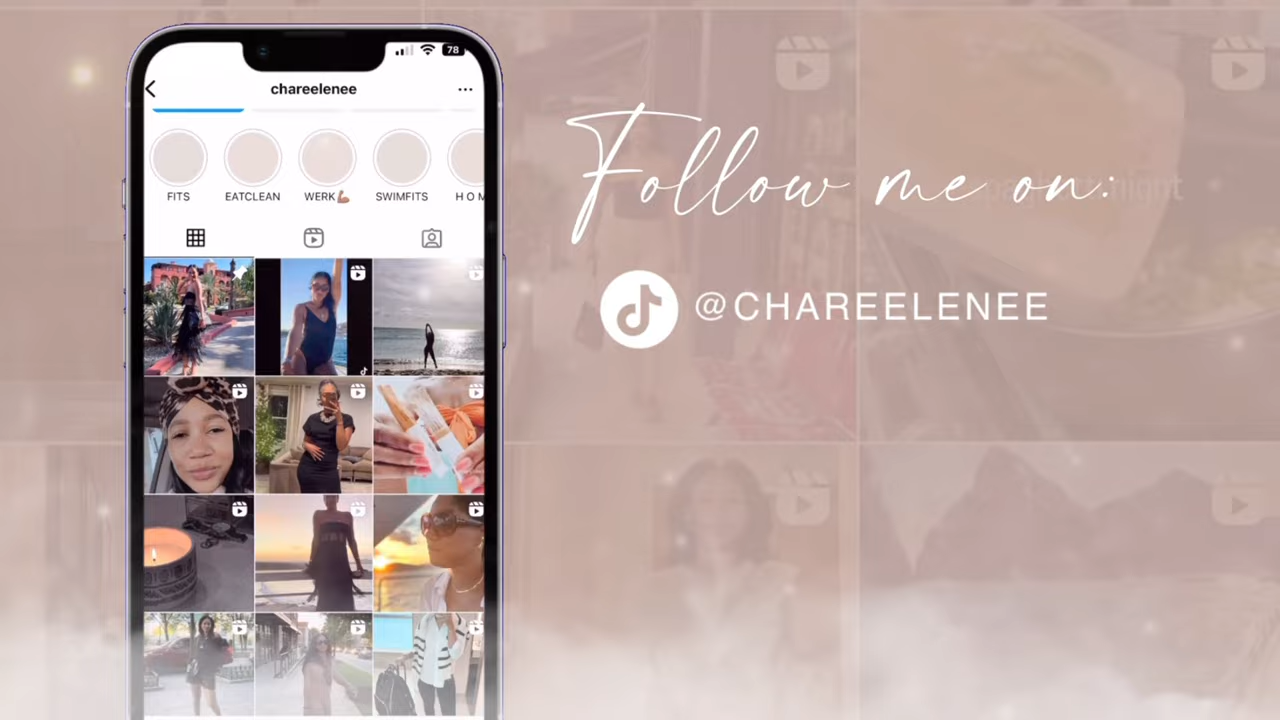 78
chareelenee
FITS
EATCLEAN
WERK💪🏽
SWIMFITS
H O M
Follow me on:
@CHAREELENEE